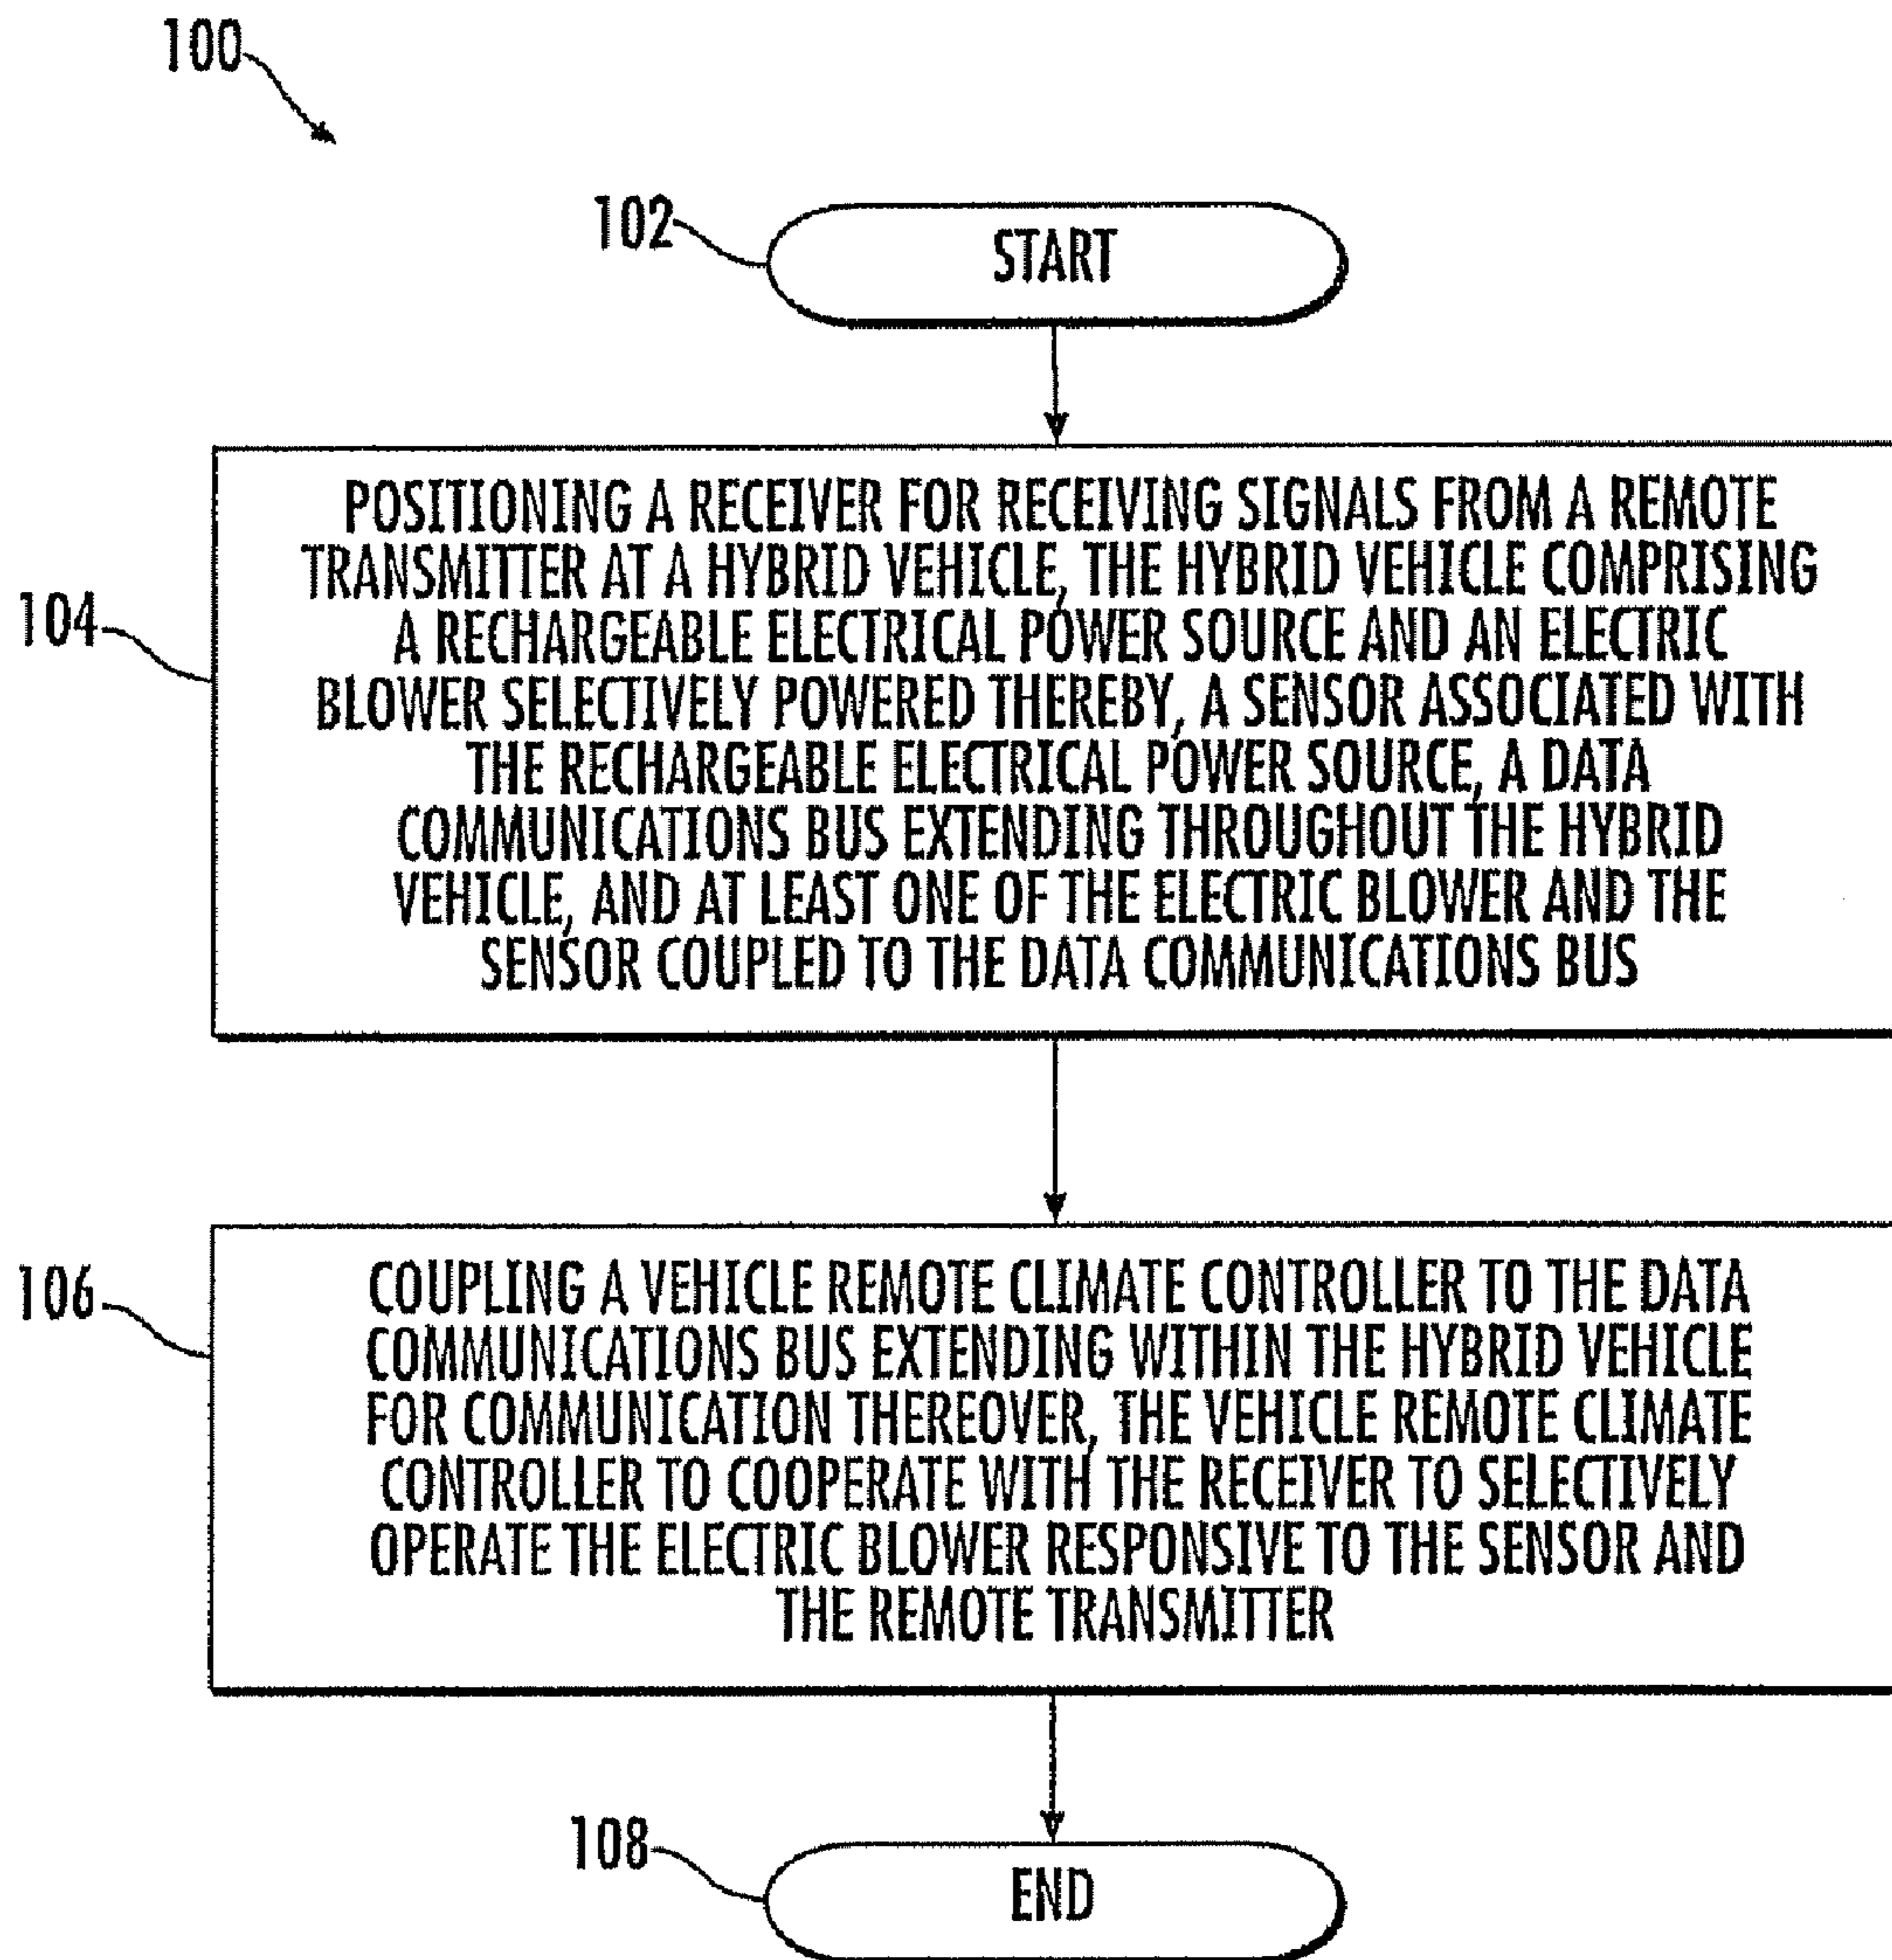 100
102
START
104
POSITIONING A RECEIVER FOR RECEIVING SIGNALS FROM A REMOTE
TRANSMITTER AT A HYBRID VEHICLE, THE HYBRID VEHICLE COMPRISING
A RECHARGEABLE ELECTRICAL POWER SOURCE AND AN ELECTRIC
BLOWER SELECTIVELY POWERED THEREBY, A SENSOR ASSOCIATED WITH
THE RECHARGEABLE ELECTRICAL POWER SOURCE, A DATA
COMMUNICATIONS BUS EXTENDING THROUGHOUT THE HYBRID
VEHICLE, AND AT LEAST ONE OF THE ELECTRIC BLOWER AND THE
SENSOR COUPLED TO THE DATA COMMUNICATIONS BUS
106
COUPLING A VEHICLE REMOTE CLIMATE CONTROLLER TO THE DATA
COMMUNICATIONS BUS EXTENDING WITHIN THE HYBRID VEHICLE
FOR COMMUNICATION THEREOVER, THE VEHICLE REMOTE CLIMATE
CONTROLLER TO COOPERATE WITH THE RECEIVER TO SELECTIVELY
OPERATE THE ELECTRIC BLOWER RESPONSIVE TO THE SENSOR AND
THE REMOTE TRANSMITTER
108
END